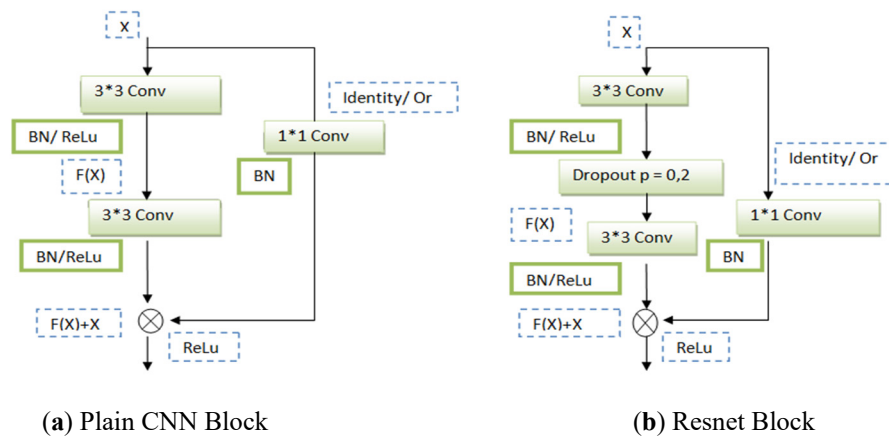 X
3*3 Conv
Identity/ Or
BN/ ReLu
1*1 Conv
F(X)
BN
3*3 Conv
BN/ReLu
F(X)+X
ReLu
(a) Plain CNN Block
X
3*3 Conv
BN/ ReLu
Identity/ Or
Dropout p = 0,2
F(X)
3*3 Conv
1*1 Conv
BN
BN/ReLu
F(X)+X
ReLu
(b) Resnet Block